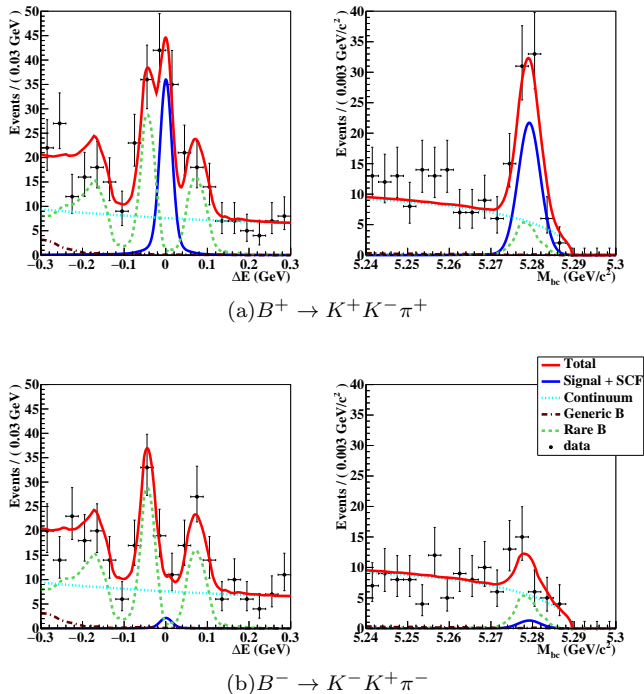 Events / ( 0.03 GeV )
50
45
40
35
30
25
20
15
10
5
0
−0.3 −0.2 −0.1 0 0.1 0.2 0.3
ΔE (GeV)
Events / ( 0.003 GeV/c²)
40
35
30
25
20
15
10
5
0
5.24 5.25 5.26 5.27 5.28 5.29 5.3
M_bc (GeV/c²)
(a)B⁺ → K⁺K⁻π⁺
Events / ( 0.03 GeV )
50
45
40
35
30
25
20
15
10
5
0
−0.3 −0.2 −0.1 0 0.1 0.2 0.3
ΔE (GeV)
Events / ( 0.003 GeV/c²)
40
35
30
25
20
15
10
5
0
5.24 5.25 5.26 5.27 5.28 5.29 5.3
M_bc (GeV/c²)
Total
Signal + SCF
Continuum
Generic B
Rare B
data
(b)B⁻ → K⁻K⁺π⁻